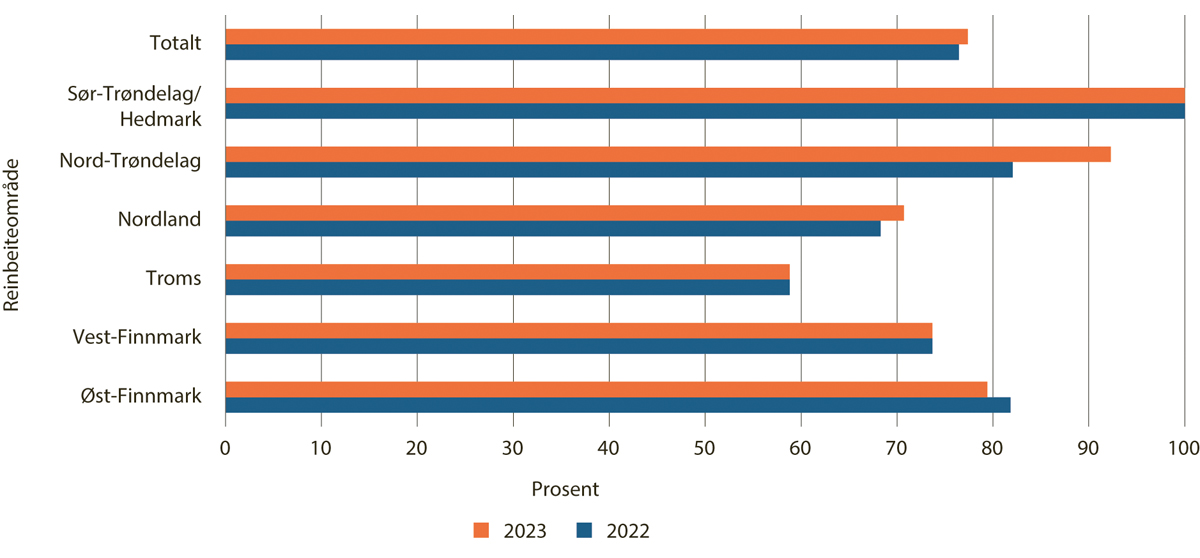 Totalt
Sør-Trøndelag/
Hedmark
Nord-Trøndelag
Nordland
Troms
Vest-Finnmark
Øst-Finnmark
Reinbeiteområde
0 10 20 30 40 50 60 70 80 90 100
Prosent
2023 2022